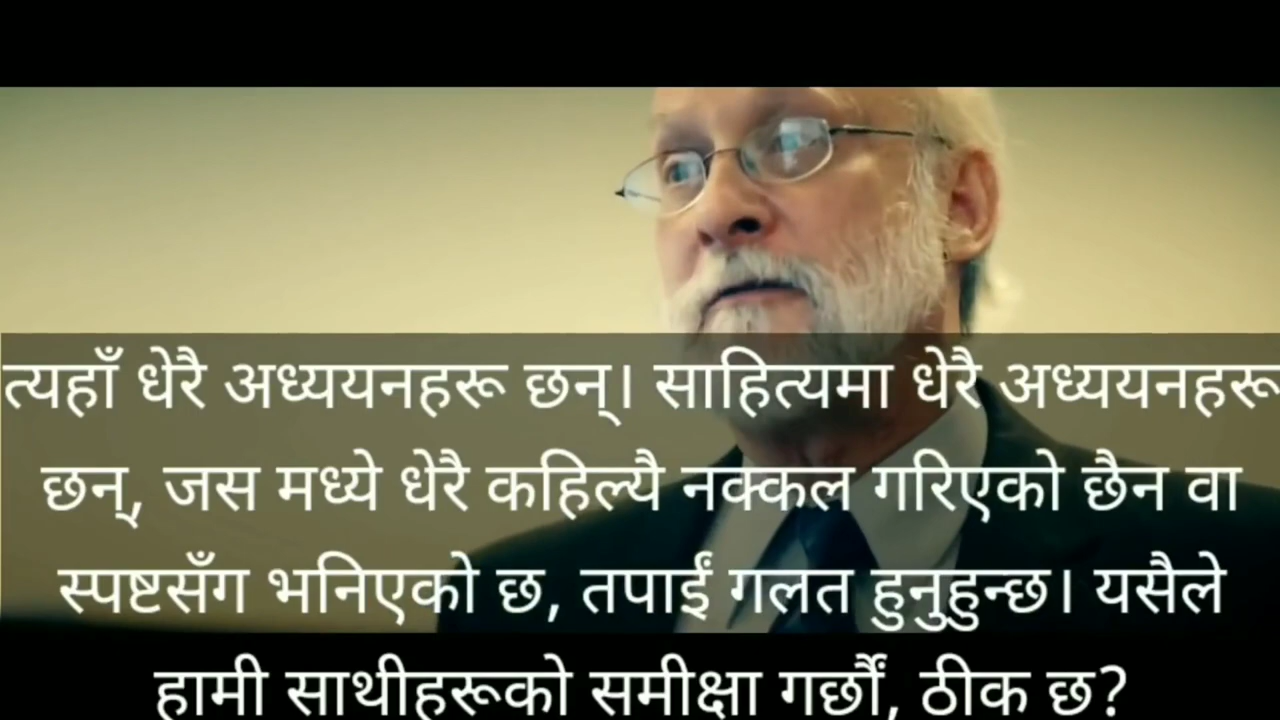 त्यहाँ धेरै अध्ययनहरू छन्। साहित्यमा धेरै अध्ययनहरू
छन्, जस मध्ये धेरै कहिल्यै नक्कल गरिएको छैन वा
स्पष्टसँग भनिएको छ, तपाईं गलत हुनुहुन्छ। यसैले
हामी साथीहरूको समीक्षा गर्छौं, ठीक छ?